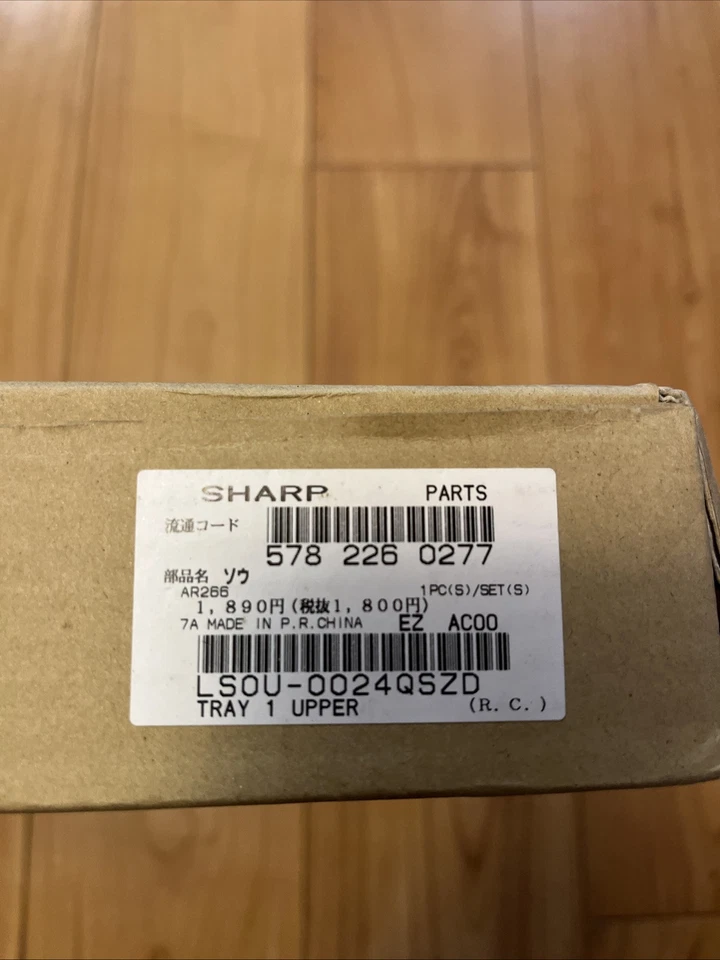 SHARP PARTS
流通コード
578 226 0277
部品名 ソウ
AR266 1PC(S)/SET(S)
1,890円(税抜1,800円)
7A MADE IN P.R.CHINA EZ AC00
LSOU-0024QSZD
TRAY 1 UPPER (R.C.)